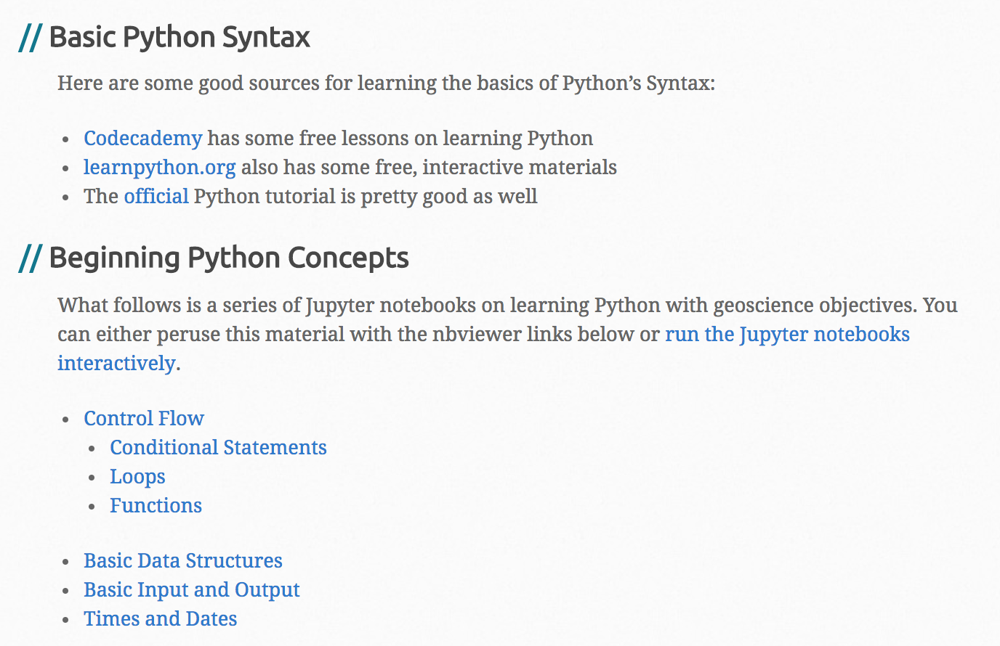 // Basic Python Syntax
Here are some good sources for learning the basics of Python’s Syntax:
• Codecademy has some free lessons on learning Python
• learnpython.org also has some free, interactive materials
• The official Python tutorial is pretty good as well
// Beginning Python Concepts
What follows is a series of Jupyter notebooks on learning Python with geoscience objectives. You
can either peruse this material with the nbviewer links below or run the Jupyter notebooks
interactively.
• Control Flow
• Conditional Statements
• Loops
• Functions
• Basic Data Structures
• Basic Input and Output
• Times and Dates